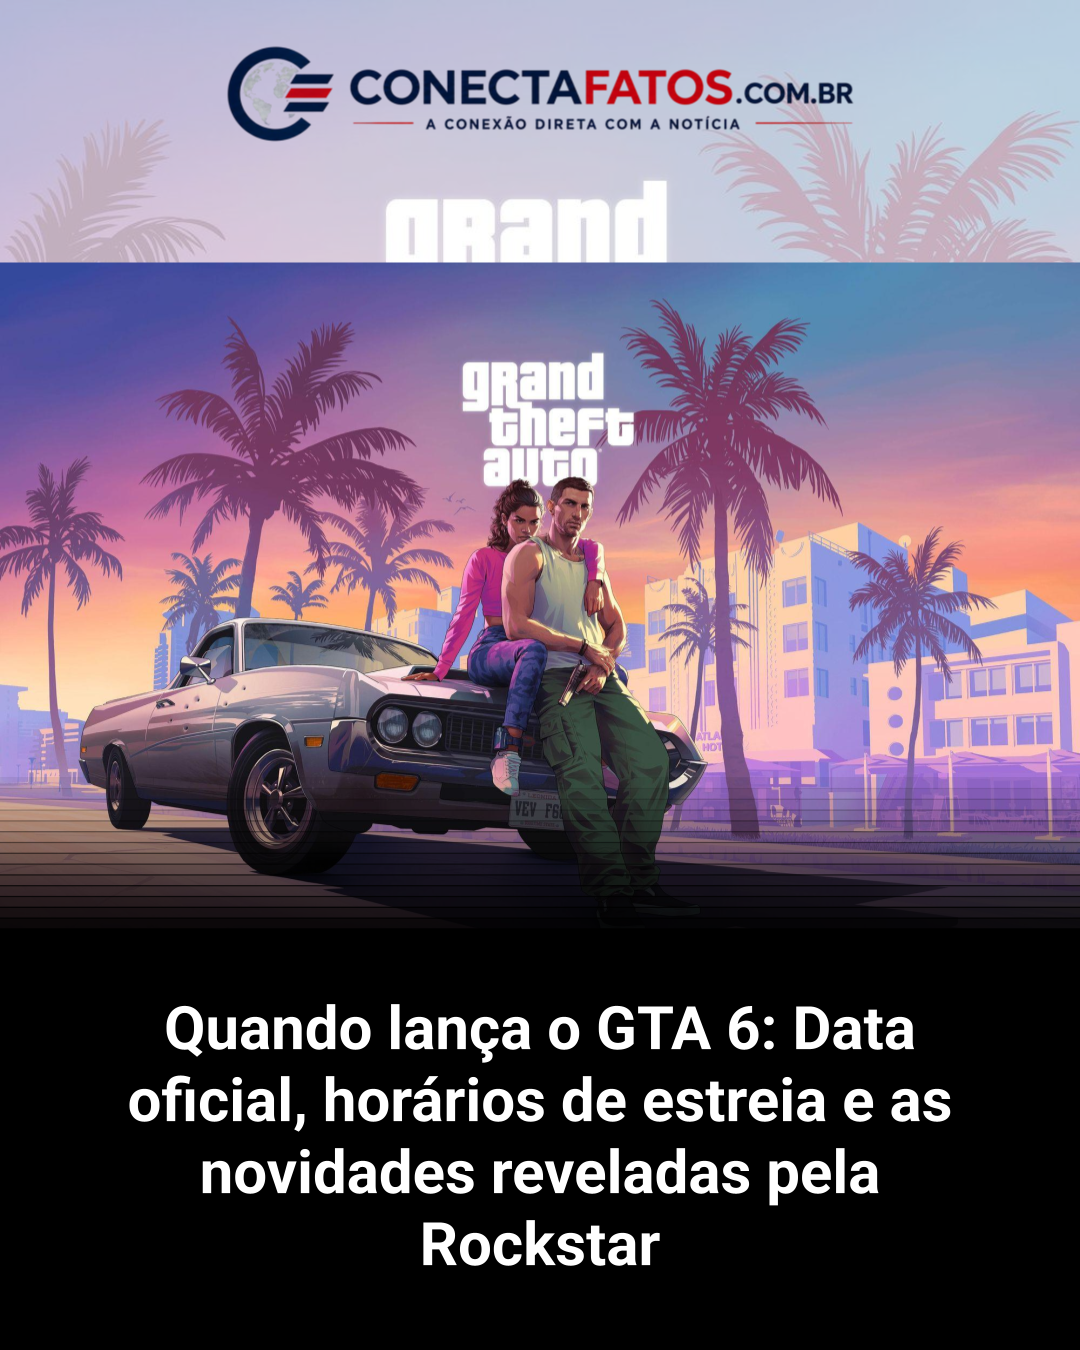 CONECTAFATOS.COM.BR
A CONEXÃO DIRETA COM A NOTÍCIA
grand
grand
theft
auto
VEV F6
HOT
Quando lança o GTA 6: Data
oficial, horários de estreia e as
novidades reveladas pela
Rockstar